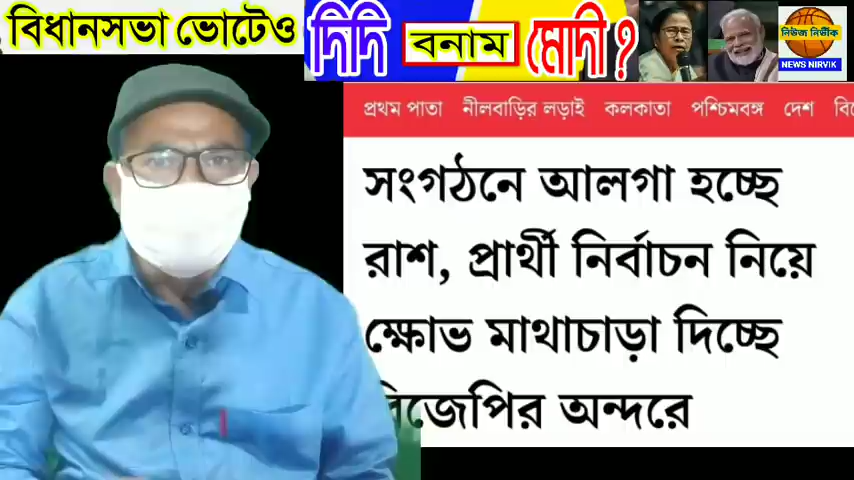 বিধানসভা ভোটেও দিদি বনাম মোদী ?
নিউজ নির্ভীক
NEWS NIRVIK
প্রথম পাতা নীলবাড়ির লড়াই কলকাতা পশ্চিমবঙ্গ দেশ বি
সংগঠনে আলগা হচ্ছে
রাশ, প্রার্থী নির্বাচন নিয়ে
ক্ষোভ মাথাচাড়া দিচ্ছে
বিজেপির অন্দরে